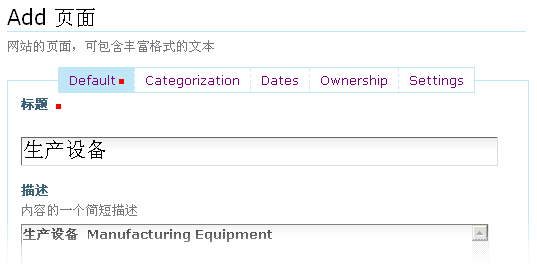 Add 页面
网站的页面，可包含丰富格式的文本
Default Categorization Dates Ownership Settings
标题
生产设备
描述
内容的一个简短描述
生产设备 Manufacturing Equipment